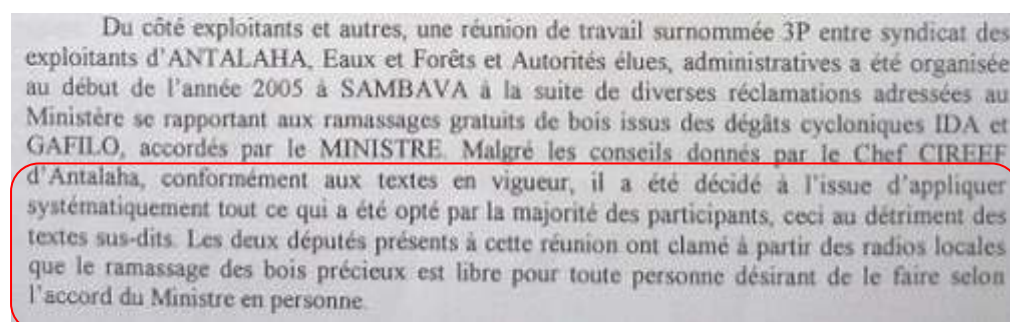 Du côté exploitants et autres, une réunion de travail surnommée 3P entre syndicat des
exploitants d'ANTALAHA, Eaux et Forêts et Autorités élues, administratives a été organisée
au début de l'année 2005 à SAMBAVA à la suite de diverses réclamations adressées au
Ministère se rapportant aux ramassages gratuits de bois issus des dégâts cycloniques IDA et
GAFILO, accordés par le MINISTRE. Malgré les conseils donnés par le Chef CIREEF
d'Antalaha, conformément aux textes en vigueur, il a été décidé à l'issue d'appliquer
systématiquement tout ce qui a été opté par la majorité des participants, ceci au détriment des
textes sus-dits. Les deux députés présents à cette réunion ont clamé à partir des radios locales
que le ramassage des bois précieux est libre pour toute personne désirant de le faire selon
l'accord du Ministre en personne.